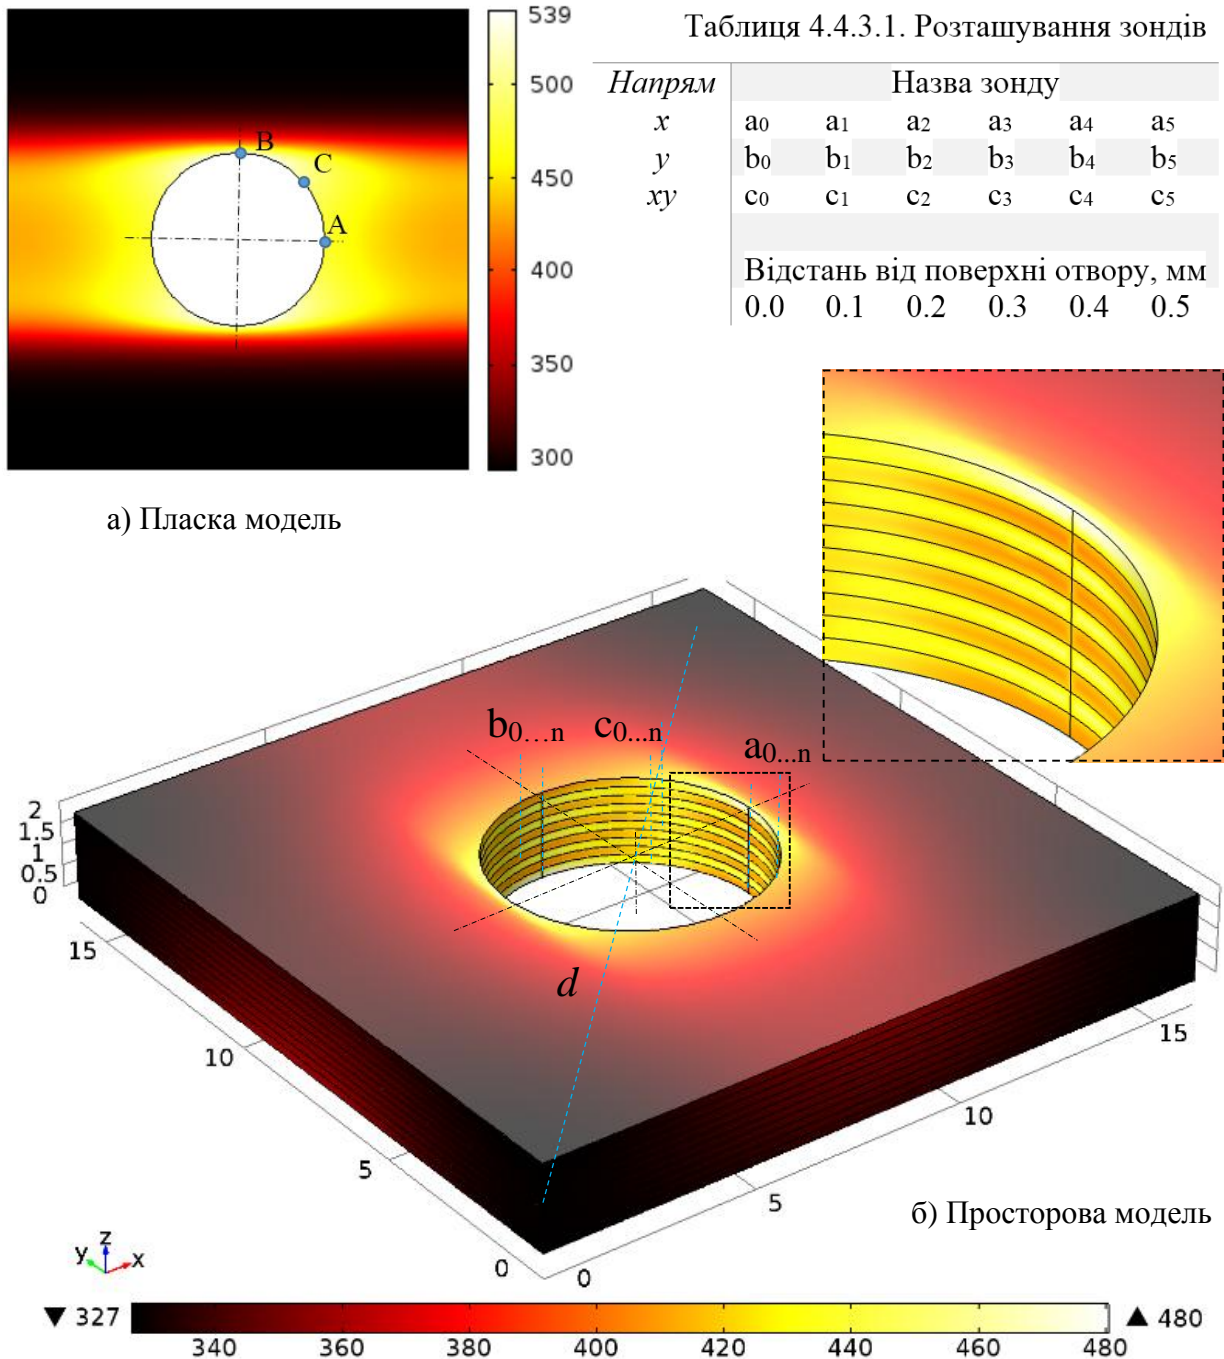 539
500
450
400
350
300
B
C
A
а) Пласка модель
Таблиця 4.4.3.1. Розташування зондів
Напрям Назва зонду
x a0 a1 a2 a3 a4 a5
y b0 b1 b2 b3 b4 b5
xy c0 c1 c2 c3 c4 c5
Відстань від поверхні отвору, мм
0.0 0.1 0.2 0.3 0.4 0.5
b0…n c0...n a0...n
d
2
1.5
1
0.5
0
15
10
5
0
0
5
10
15
z
y x
б) Просторова модель
▼ 327 ▲ 480
340 360 380 400 420 440 460 480